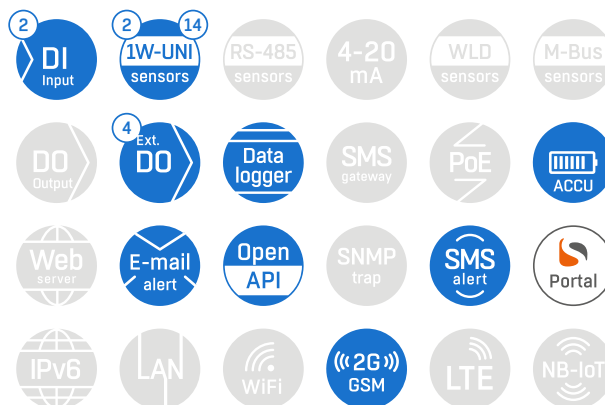 2
DI
Input
2
14
1W-UNI
sensors
RS-485
sensors
4-20
mA
WLD
sensors
M-Bus
sensors
DO
Output
4
Ext.
DO
Data
logger
SMS
gateway
PoE
ACCU
Web
server
E-mail
alert
Open
API
SNMP
trap
SMS
alert
Portal
IPv6
LAN
WiFi
2G
GSM
LTE
NB-IoT